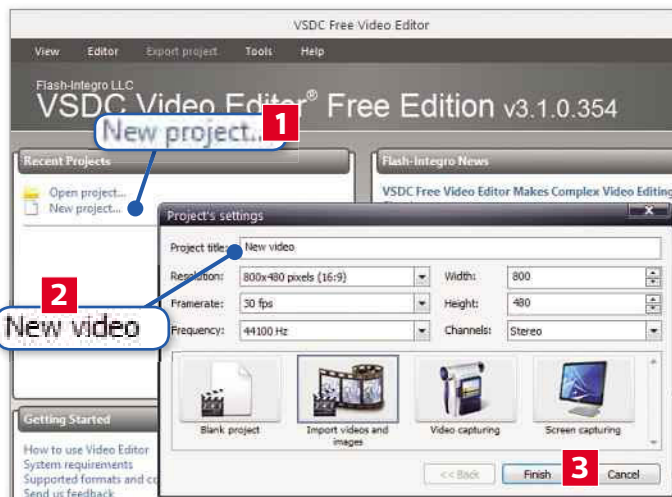 VSDC Free Video Editor
View Editor Export project Tools Help
Flash-Integro LLC
VSDC Video Editor® Free Edition v3.1.0.354
New project... 1
Recent Projects
Flash-Integro News
Open project...
New project...
VSDC Free Video Editor Makes Complex Video Editing
Project's settings
Project title: New video
Resolution: 800x480 pixels (16:9) Width: 800
2
Framerate: 30 fps Height: 480
New video
Frequency: 44100 Hz Channels: Stereo
Blank project
Import videos and images
Video capturing
Screen capturing
Getting Started
How to use Video Editor
System requirements
Supported formats and
Send us feedback
<< Back Finish 3 Cancel